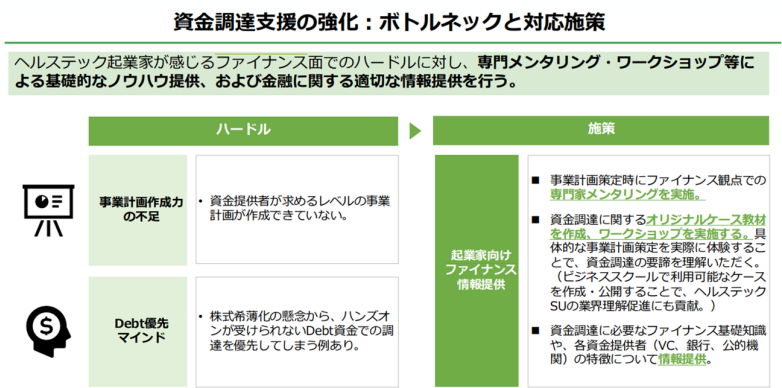 資金調達支援の強化：ボトルネックと対応施策
ヘルステック起業家が感じるファイナンス面でのハードルに対し、専門メンタリング・ワークショップ等に
よる基礎的なノウハウ提供、および金融に関する適切な情報提供を行う。
ハードル
施策
事業計画作成力
の不足
• 資金提供者が求めるレベルの事業
計画が作成できていない。
Debt優先
マインド
• 株式希薄化の懸念から、ハンズオ
ンが受けられないDebt資金での調
達を優先してしまう例あり。
起業家向け
ファイナンス
情報提供
■ 事業計画策定時にファイナンス観点での
専門家メンタリングを実施。
■ 資金調達に関するオリジナルケース教材
を作成、ワークショップを実施する。具
体的な事業計画策定を実際に体験するこ
とで、資金調達の要諦を理解いただく。
（ビジネススクールで利用可能なケース
を作成・公開することで、ヘルステック
SUの業界理解促進にも貢献。）
■ 資金調達に必要なファイナンス基礎知識
や、各資金提供者（VC、銀行、公的機
関）の特徴について情報提供。